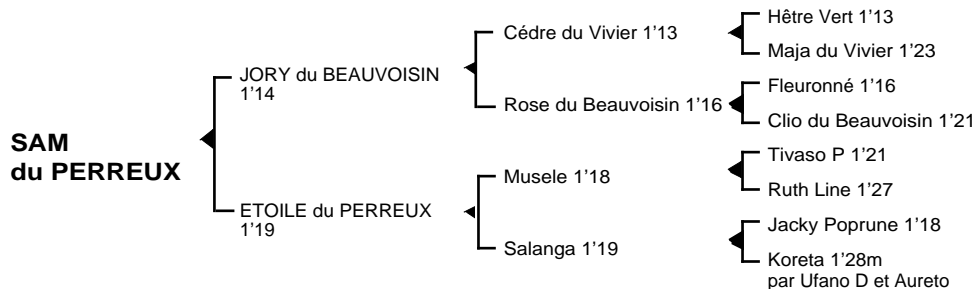 SAM
du PERREUX
JORY du BEAUVOISIN
1’14
ETOILE du PERREUX
1’19
Cédre du Vivier 1’13
Rose du Beauvoisin 1’16
Musele 1’18
Salanga 1’19
Hêtre Vert 1’13
Maja du Vivier 1’23
Fleuronné 1’16
Clio du Beauvoisin 1’21
Tivaso P 1’21
Ruth Line 1’27
Jacky Poprune 1’18
Koreta 1’28m
par Ufano D et Aureto